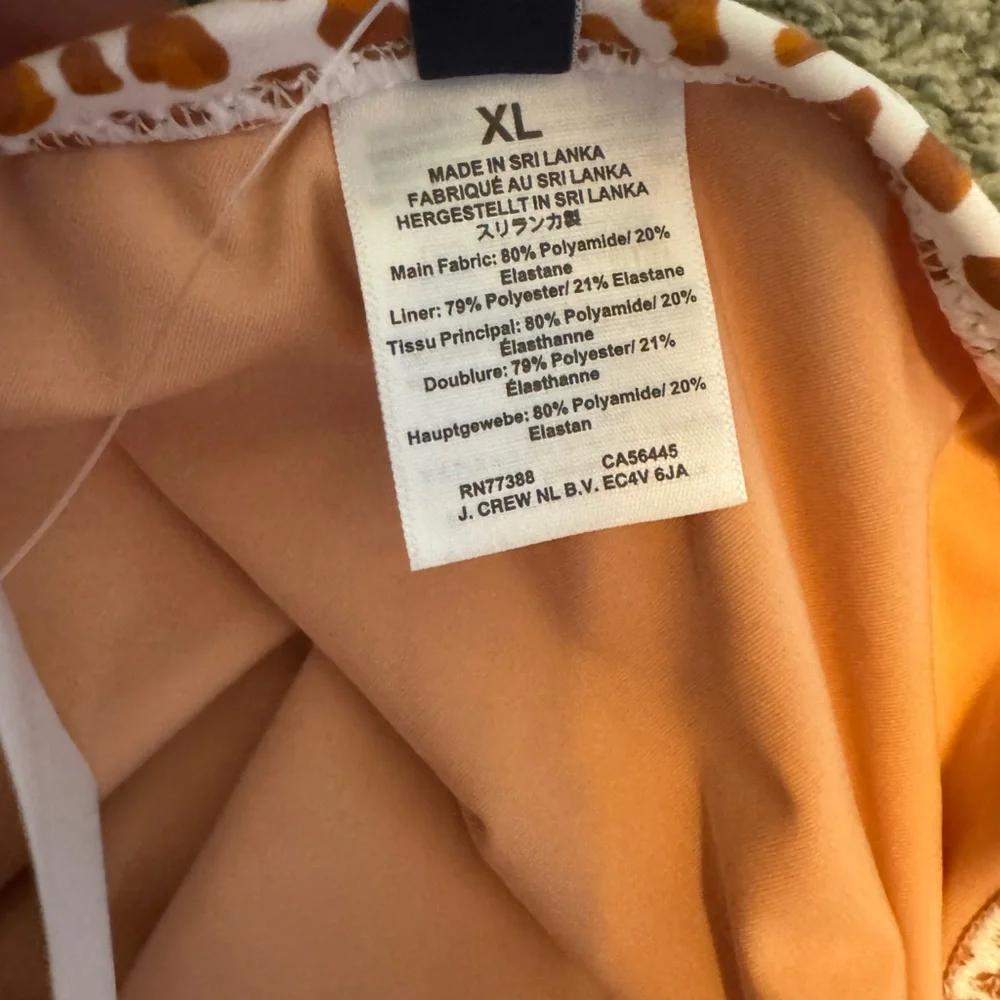 XL
MADE IN SRI LANKA
FABRIQUÉ AU SRI LANKA
HERGESTELLT IN SRI LANKA
スリランカ製
Main Fabric: 80% Polyamide/ 20%
Elastane
Liner: 79% Polyester/ 21% Elastane
Tissu Principal: 80% Polyamide/ 20%
Élasthanne
Doublure: 79% Polyester/ 21%
Élasthanne
Hauptgewebe: 80% Polyamide/ 20%
Elastan
RN77388 CA56445
J. CREW NL B.V. EC4V 6JA